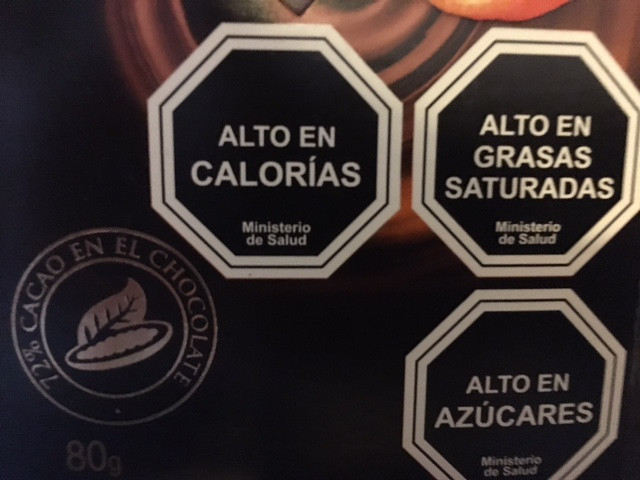 ALTO EN
CALORÍAS
Ministerio
de Salud
ALTO EN
GRASAS
SATURADAS
Ministerio
de Salud
72% CACAO EN EL CHOCOLATE
ALTO EN
AZÚCARES
Ministerio
de Salud
80g